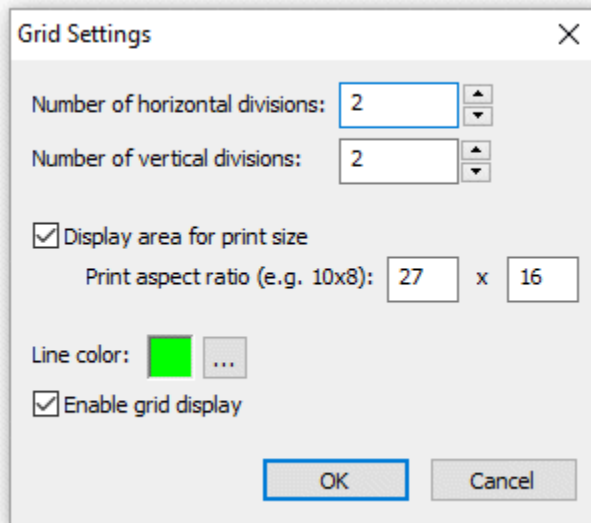 Grid Settings
Number of horizontal divisions: 2
Number of vertical divisions: 2
Display area for print size
Print aspect ratio (e.g. 10x8): 27 x 16
Line color: ...
Enable grid display
OK Cancel